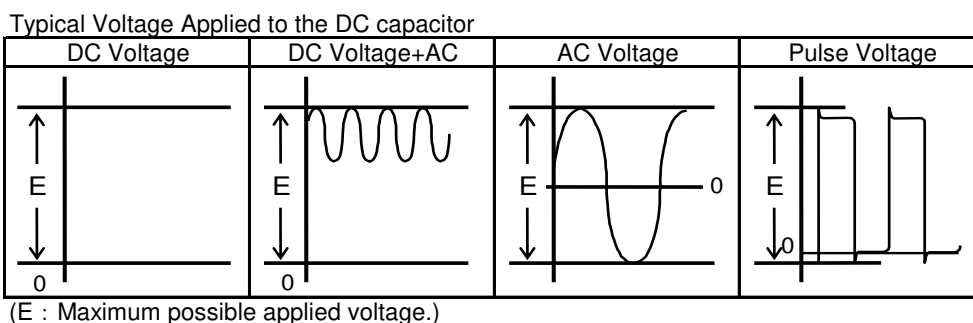 Typical Voltage Applied to the DC capacitor
DC Voltage DC Voltage+AC AC Voltage Pulse Voltage
E E E 0 E
0
0 0
(E：Maximum possible applied voltage.)